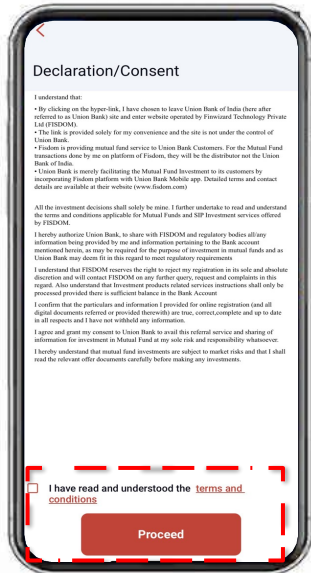 Declaration/Consent
I understand that:
• By clicking on the hyper-link, I have chosen to leave Union Bank of India (here after
referred to as Union Bank) site and enter website operated by Finwizard Technology Private
Ltd (FISDOM).
• The link is provided solely for my convenience and the site is not under the control of
Union Bank.
• Fisdom is providing mutual fund service to Union Bank Customers. For the Mutual Fund
transactions done by me on platform of Fisdom, they will be the distributor not the Union
Bank of India.
• Union Bank is merely facilitating the Mutual Fund Investment to its customers by
incorporating Fisdom platform with Union Bank Mobile app. Detailed terms and contact
details are available at their website (www.fisdom.com)
All the investment decisions shall solely be mine. I further undertake to read and understand
the terms and conditions applicable for Mutual Funds and SIP Investment services offered
by FISDOM.
I hereby authorize Union Bank, to share with FISDOM and regulatory bodies all/any
information being provided by me and information pertaining to the Bank account
mentioned herein, as may be required for the purpose of investment in mutual funds and as
Union Bank may deem fit in this regard to meet regulatory requirements
I understand that FISDOM reserves the right to reject my registration in its sole and absolute
discretion and will contact FISDOM on any further query, request and complaints in this
regard. Also understand that Investment products related services instructions shall only be
processed provided there is sufficient balance in the Bank Account
I confirm that the particulars and information I provided for online registration (and all
digital documents referred or provided therewith) are true, correct,complete and up to date
in all respects and I have not withheld any information.
I agree and grant my consent to Union Bank to avail this referral service and sharing of
information for investment in Mutual Fund at my sole risk and responsibility whatsoever.
I hereby understand that mutual fund investments are subject to market risks and that I shall
read the relevant offer documents carefully before making any investments.
I have read and understood the terms and
conditions
Proceed